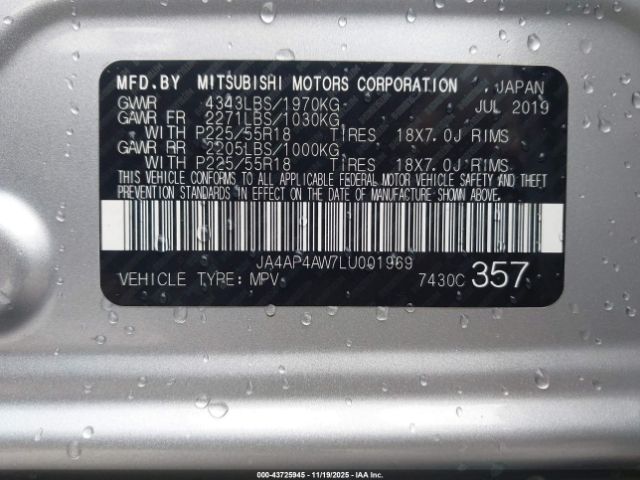 MFD.BY MITSUBISHI MOTORS CORPORATION JAPAN
GWWR 4343LBS/1970KG JUL 2019
GAWR FR 2271LBS/1030KG
WITH P225/55R18 TIRES 18X7.0J RIMS
GAWR RR 2205LBS/1000KG
WITH P225/55R18 TIRES 18X7.0J RIMS
THIS VEHICLE CONFORMS TO ALL APPLICABLE FEDERAL MOTOR VEHICLE SAFETY AND THEFT
PREVENTION STANDARDS IN EFFECT ON THE DATE OF MANUFACTURE SHOWN ABOVE.
JA4AP4AW7LU001969
VEHICLE TYPE: MPV 7430C 357
000-43725945 - 11/19/2025 - IAA Inc.